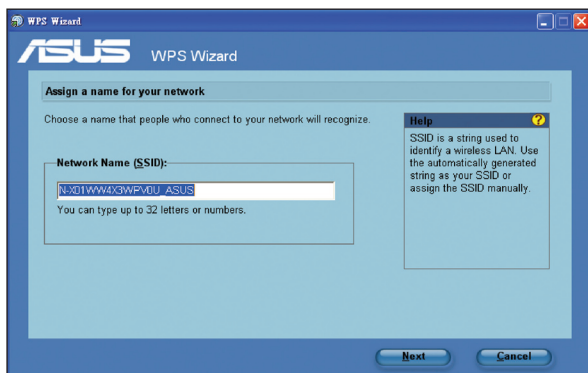 WPS Wizard
ASUS WPS Wizard
Assign a name for your network
Choose a name that people who connect to your network will recognize.
Network Name (SSID):
N-X01WW4X3WPV0U_ASUS
You can type up to 32 letters or numbers.
Help
SSID is a string used to
identify a wireless LAN. Use
the automatically generated
string as your SSID or
assign the SSID manually.
Next Cancel